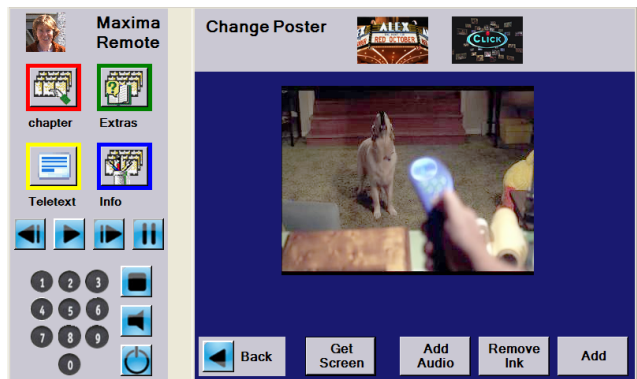 Maxima
Remote
chapter
Extras
Teletext
Info
1 2 3
4 5 6
7 8 9
0
Change Poster
ALEX
RED OCTOBER
CLICK
Back
Get
Screen
Add
Audio
Remove
Ink
Add